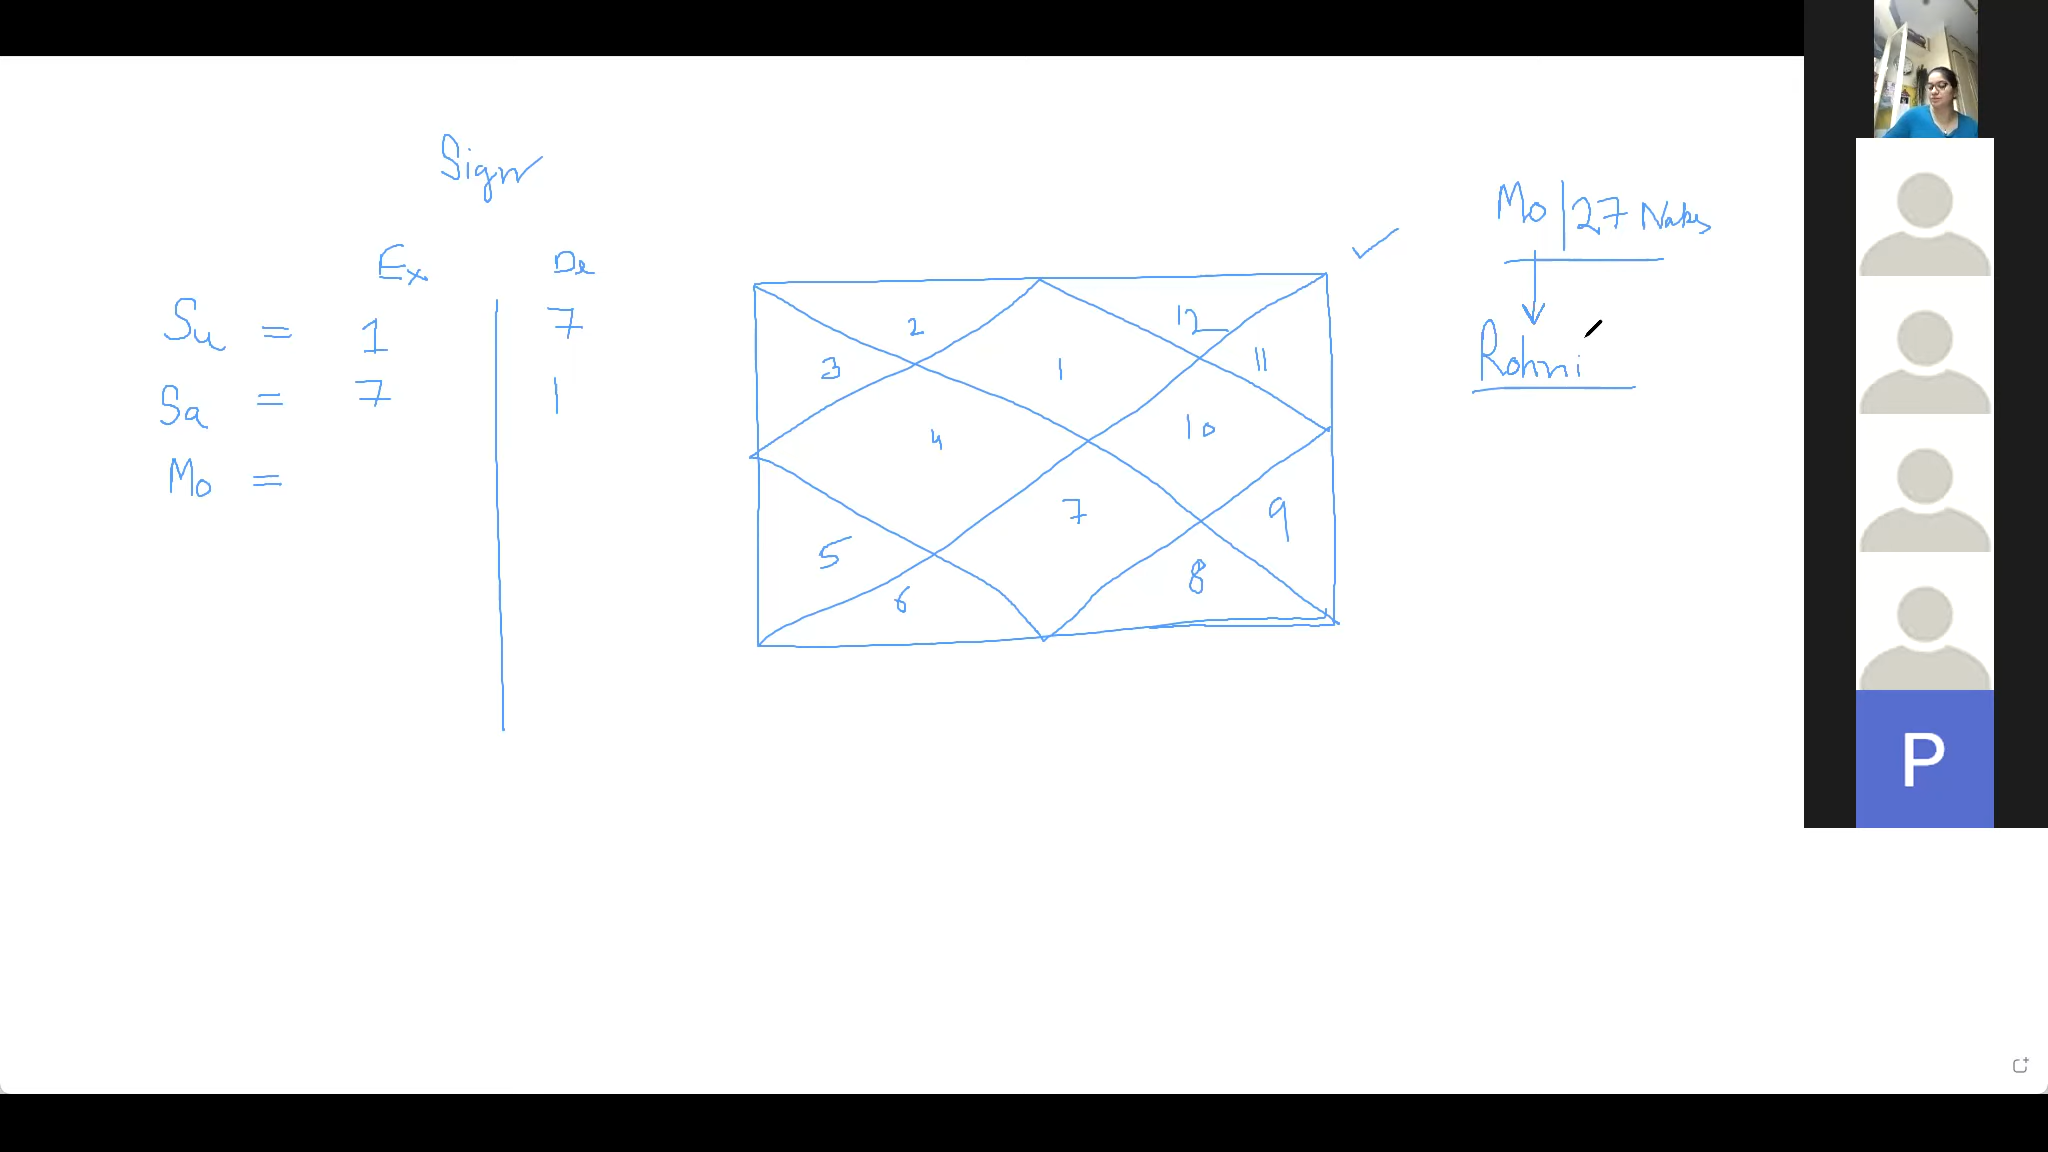 Sign
Ex De
Su = 1 7
Sa = 7 1
Mo =
2 12
3 1 11
4 10
7 9
5 8
6
Mo | 27 Naks
Rohni
P